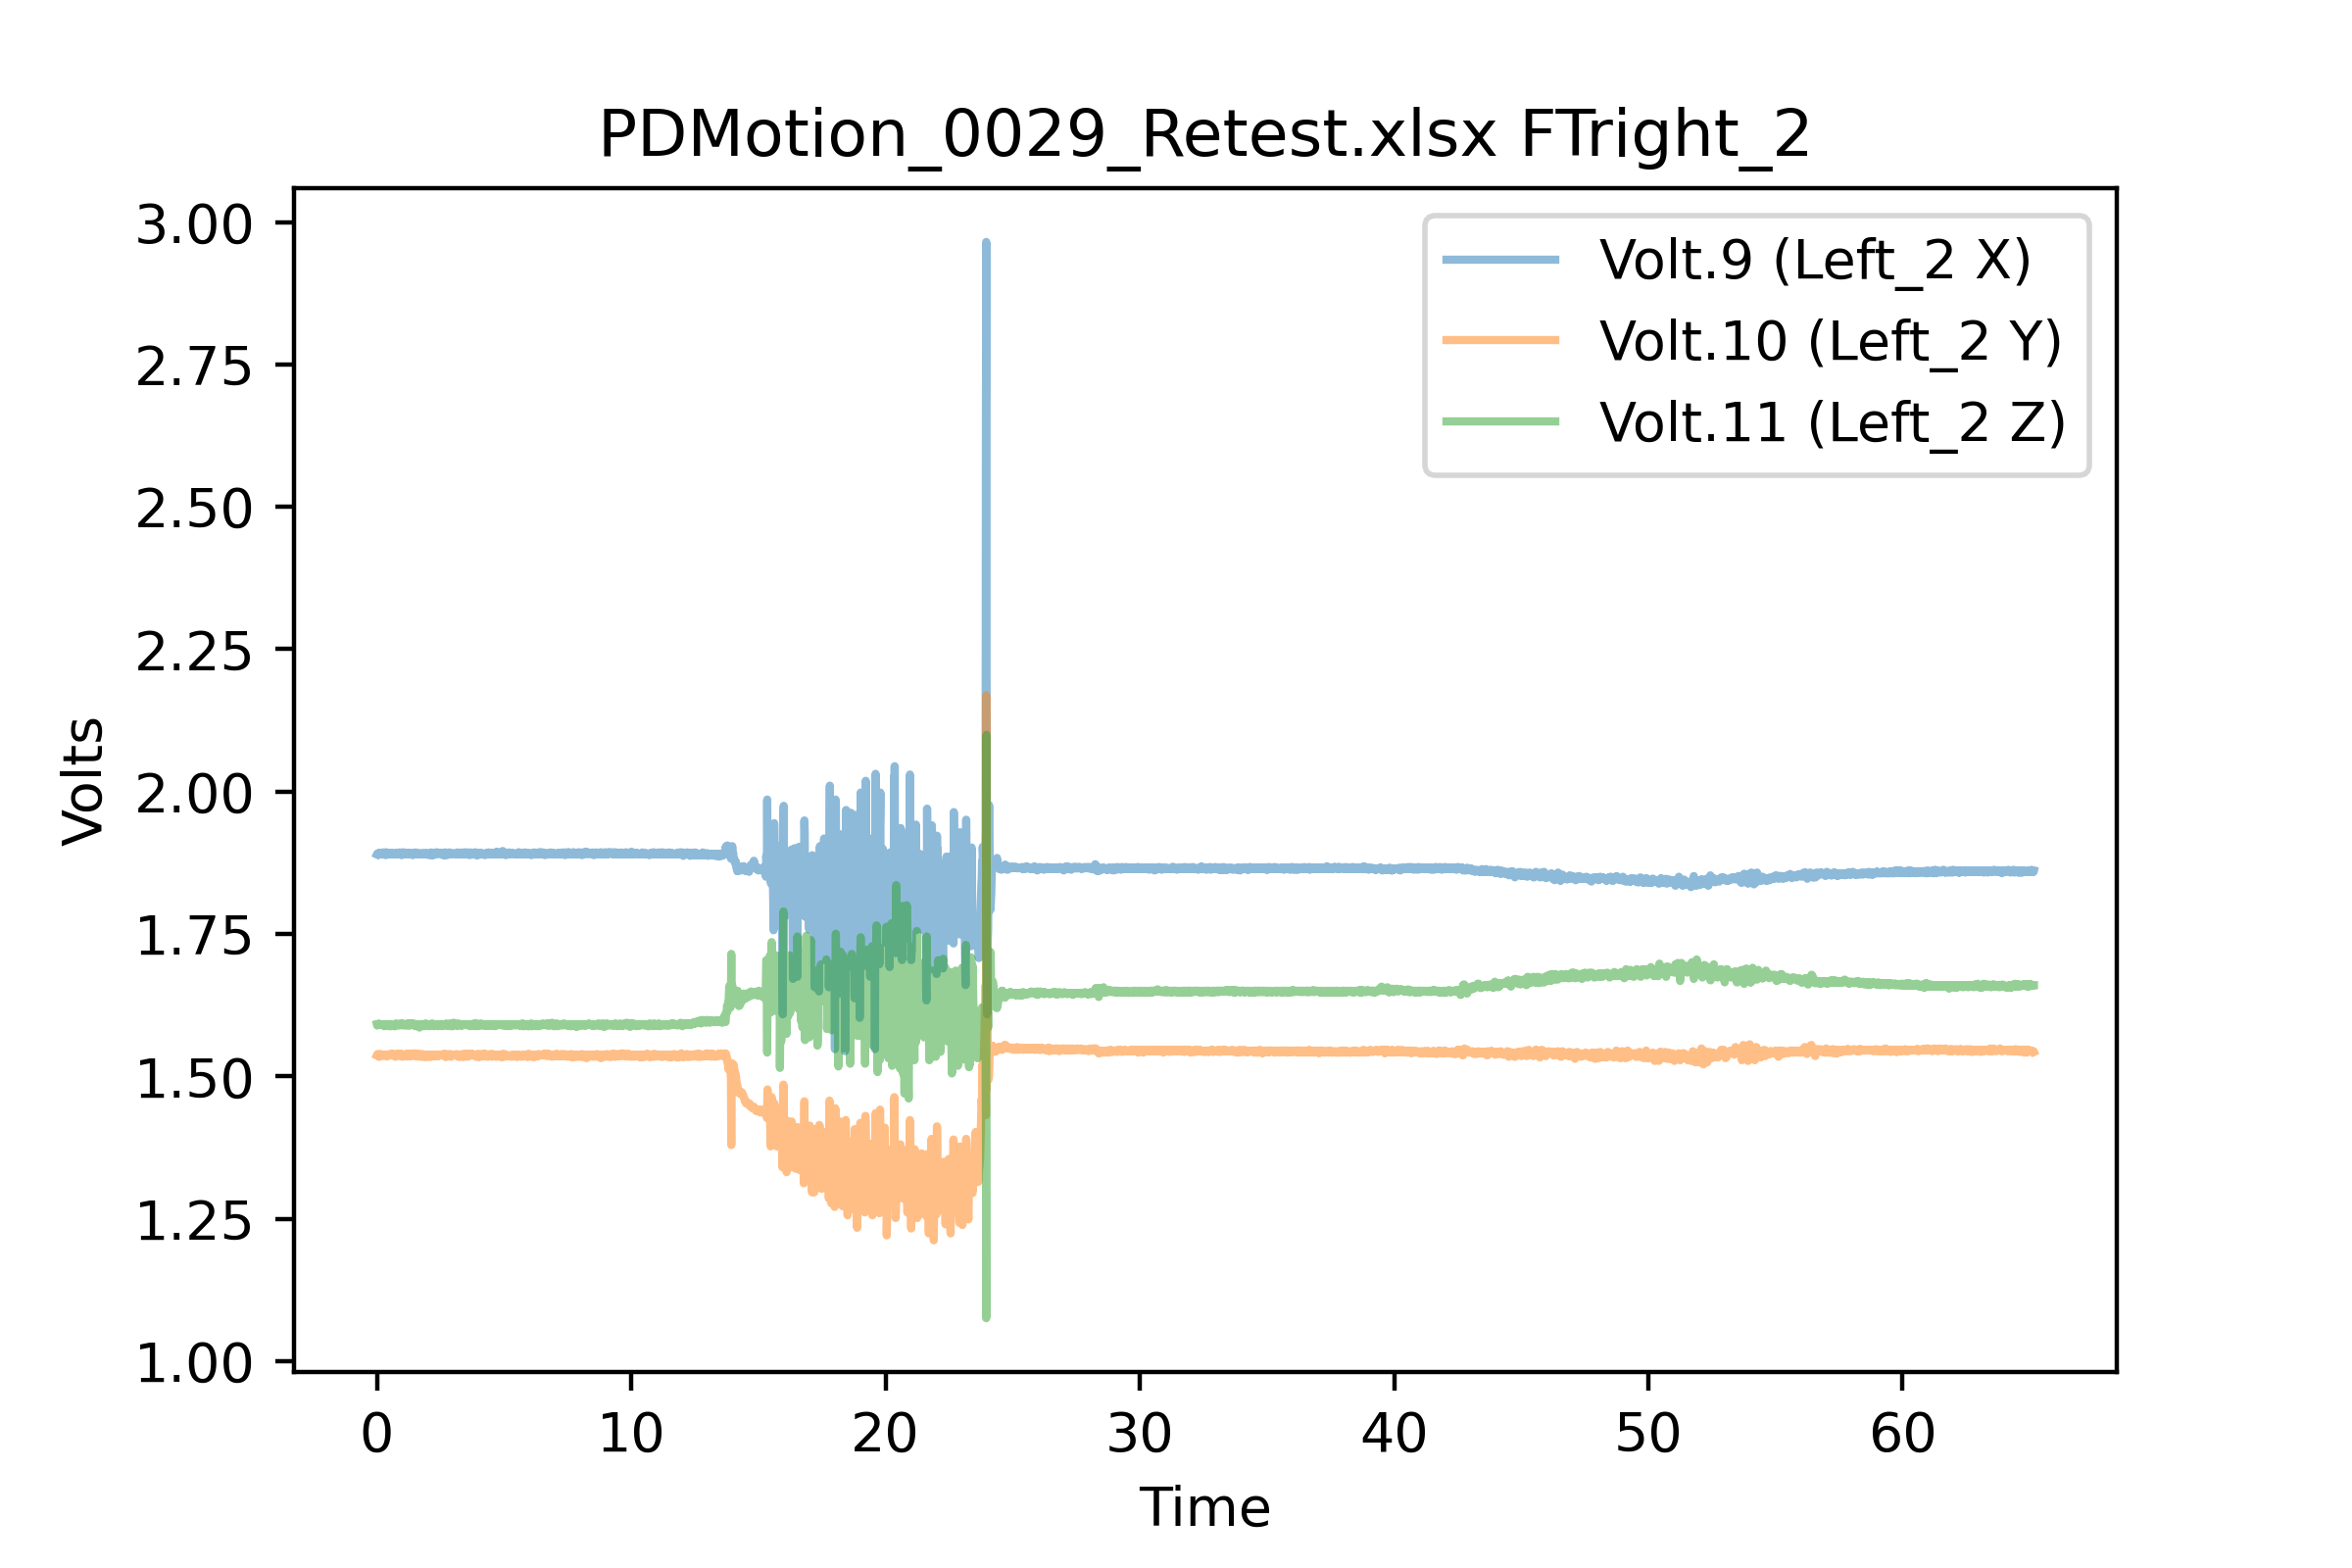 PDMotion_0029_Retest.xlsx FTright_2
3.00
2.75
2.50
2.25
2.00
1.75
1.50
1.25
1.00
Volts
Volt.9 (Left_2 X)
Volt.10 (Left_2 Y)
Volt.11 (Left_2 Z)
0 10 20 30 40 50 60
Time